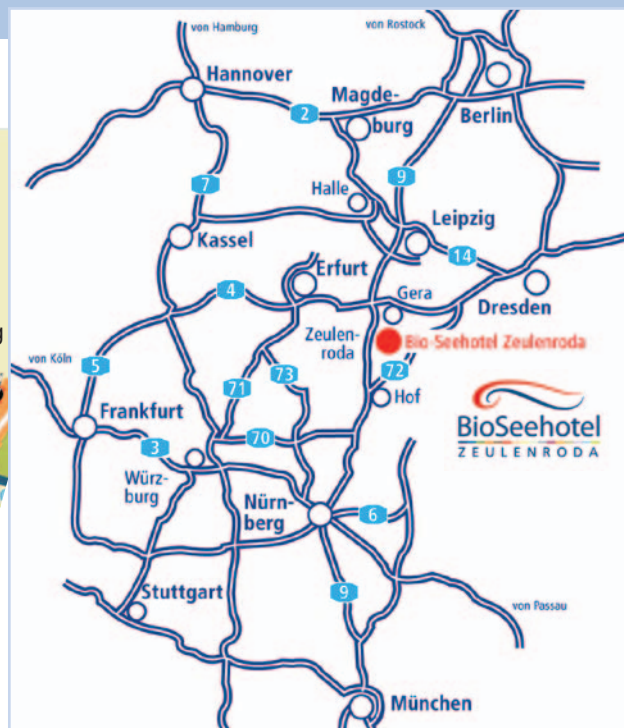 von Hamburg
von Rostock
Hannover
Magde-
burg
Berlin
2
7
9
Halle
Leipzig
Kassel
14
Erfurt
4
Gera
Dresden
Zeulen-
roda
Bio-Seehotel Zeulenroda
von Köln
5
71
73
72
Hof
Frankfurt
3
70
BioSeehotel
ZEULENRODA
Würz-
burg
Nürn-
berg
6
Stuttgart
9
von Passau
München
g